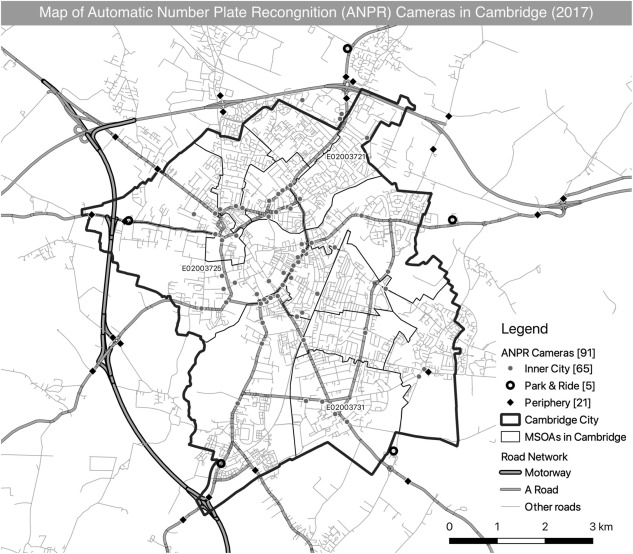 Map of Automatic Number Plate Recongnition (ANPR) Cameras in Cambridge (2017)
E02003721
E02003725
E02003731
Legend
ANPR Cameras [91]
Inner City [65]
Park & Ride [5]
Periphery [21]
Cambridge City
MSOAs in Cambridge
Road Network
Motorway
A Road
Other roads
0 1 2 3 km